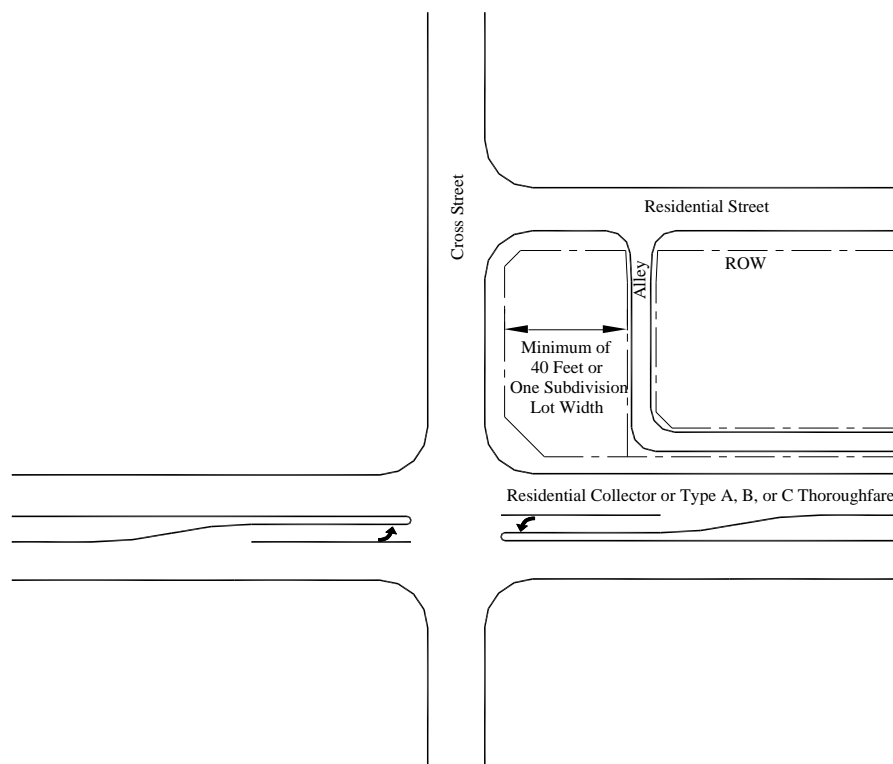 Cross Street
Residential Street
ROW
Alley
Minimum of
40 Feet or
One Subdivision
Lot Width
Residential Collector or Type A, B, or C Thoroughfare